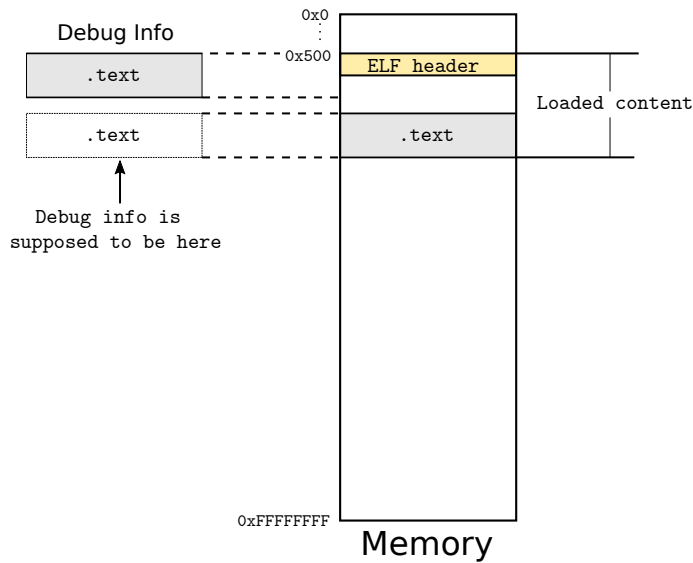 0x0
Debug Info
0x500
ELF header
.text
Loaded content
.text
.text
Debug info is
supposed to be here
0xFFFFFFFF
Memory